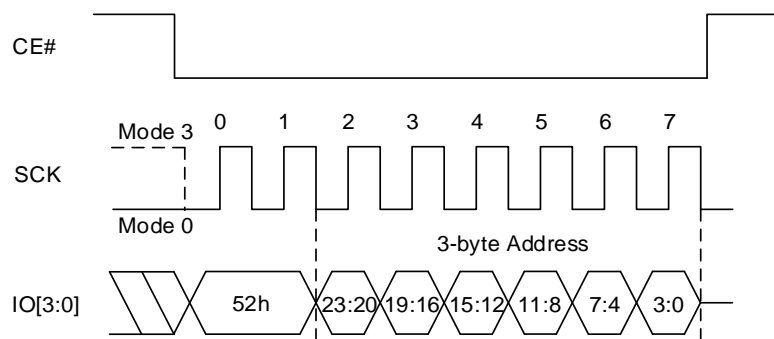 CE#
0 1 2 3 4 5 6 7
Mode 3
SCK
Mode 0
3-byte Address
IO[3:0] 52h 23:20 19:16 15:12 11:8 7:4 3:0